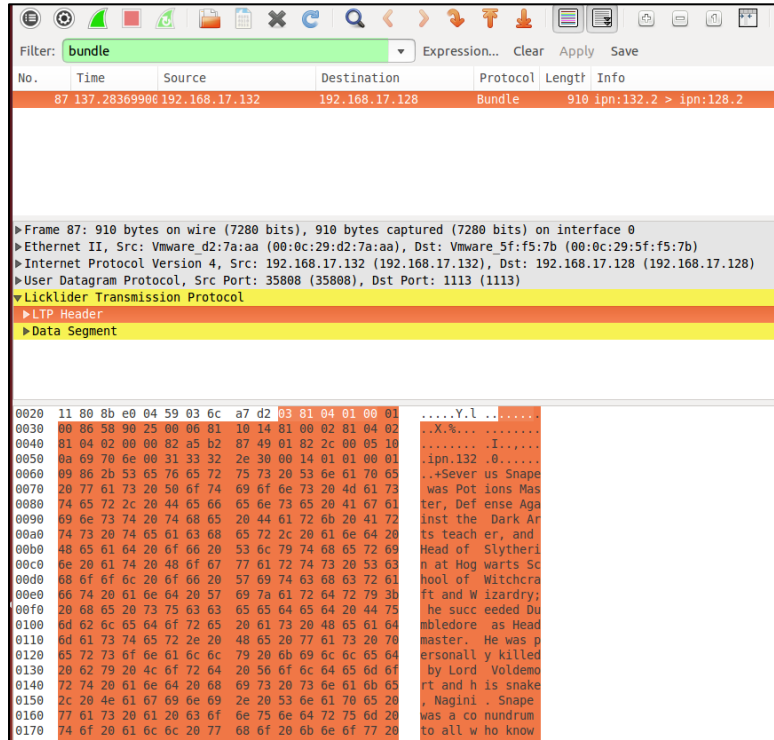 Filter: bundle Expression... Clear Apply Save
No. Time Source Destination Protocol Length Info
87 137.28369900 192.168.17.132 192.168.17.128 Bundle 910 ipn:132.2 > ipn:128.2
Frame 87: 910 bytes on wire (7280 bits), 910 bytes captured (7280 bits) on interface 0
Ethernet II, Src: Vmware_d2:7a:aa (00:0c:29:d2:7a:aa), Dst: Vmware_5f:f5:7b (00:0c:29:5f:f5:7b)
Internet Protocol Version 4, Src: 192.168.17.132 (192.168.17.132), Dst: 192.168.17.128 (192.168.17.128)
User Datagram Protocol, Src Port: 35808 (35808), Dst Port: 1113 (1113)
Licklider Transmission Protocol
LTP Header
Data Segment
0020 11 80 8b e0 04 59 03 6c a7 d2 03 81 04 01 00 01 .....Y.l ........
0030 00 86 58 90 25 00 06 81 10 14 81 00 02 81 04 02 ..X.%... ........
0040 81 04 02 00 00 82 a5 b2 87 49 01 82 2c 00 05 10 ........ .I..,...
0050 0a 69 70 6e 00 31 33 32 2e 30 00 14 01 01 00 01 .ipn.132 .0......
0060 09 86 2b 53 65 76 65 72 75 73 20 53 6e 61 70 65 ..+Sever us Snape
0070 20 77 61 73 20 50 6f 74 69 6f 6e 73 20 4d 61 73 was Pot ions Mas
0080 74 65 72 2c 20 44 65 66 65 6e 73 65 20 41 67 61 ter, Def ense Aga
0090 69 6e 73 74 20 74 68 65 20 44 61 72 6b 20 41 72 inst the Dark Ar
00a0 74 73 20 74 65 61 63 68 65 72 2c 20 61 6e 64 20 ts teach er, and
00b0 48 65 61 64 20 6f 66 20 53 6c 79 74 68 65 72 69 Head of Slytheri
00c0 6e 20 61 74 20 48 6f 67 77 61 72 74 73 20 53 63 n at Hog warts Sc
00d0 68 6f 6f 6c 20 6f 66 20 57 69 74 63 68 63 72 61 hool of Witchcra
00e0 66 74 20 61 6e 64 20 57 69 7a 61 72 64 72 79 3b ft and W izardry;
00f0 20 68 65 20 73 75 63 63 65 65 64 65 64 20 44 75 he succ eeded Du
0100 6d 62 6c 65 64 6f 72 65 20 61 73 20 48 65 61 64 mbledore as Head
0110 6d 61 73 74 65 72 2e 20 48 65 20 77 61 73 20 70 master. He was p
0120 65 72 73 6f 6e 61 6c 6c 79 20 6b 69 6c 6c 65 64 ersonall y killed
0130 20 62 79 20 4c 6f 72 64 20 56 6f 6c 64 65 6d 6f by Lord Voldemo
0140 72 74 20 61 6e 64 20 68 69 73 20 73 6e 61 6b 65 rt and h is snake
0150 2c 20 4e 61 67 69 6e 69 2e 20 53 6e 61 70 65 20 , Nagini . Snape
0160 77 61 73 20 61 20 63 6f 6e 75 6e 64 72 75 6d 20 was a co nundrum
0170 74 6f 20 61 6c 6c 20 77 68 6f 20 6b 6e 6f 77 20 to all w ho know